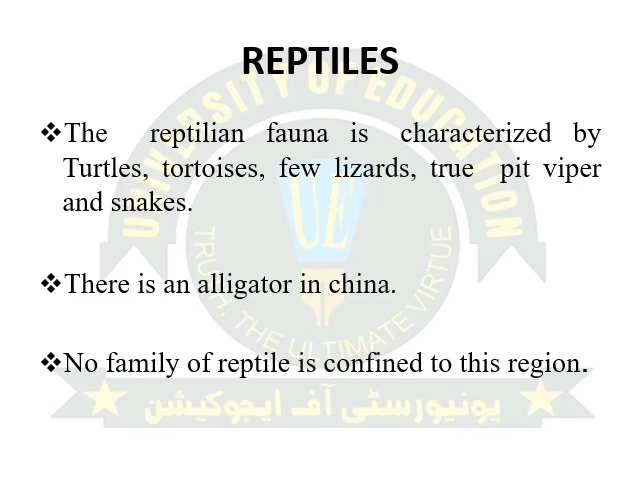 REPTILES
❖The reptilian fauna is characterized by
Turtles, tortoises, few lizards, true pit viper
and snakes.
❖There is an alligator in china.
❖No family of reptile is confined to this region.
UNIVERSITY OF EDUCATION
UE
TRUTH, THE ULTIMATE VIRTUE
یونیورسٹی آف ایجوکیشن